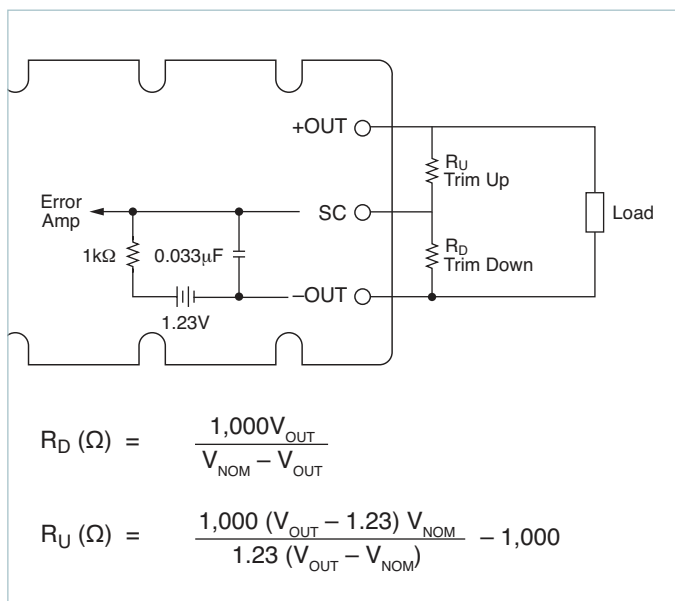 +OUT
R_U
Trim Up
Error
Amp
SC
Load
1kΩ
0.033μF
R_D
Trim Down
–OUT
1.23V
R_D (Ω) = 1,000V_OUT / V_NOM – V_OUT
R_U (Ω) = 1,000 (V_OUT – 1.23) V_NOM / 1.23 (V_OUT – V_NOM) – 1,000